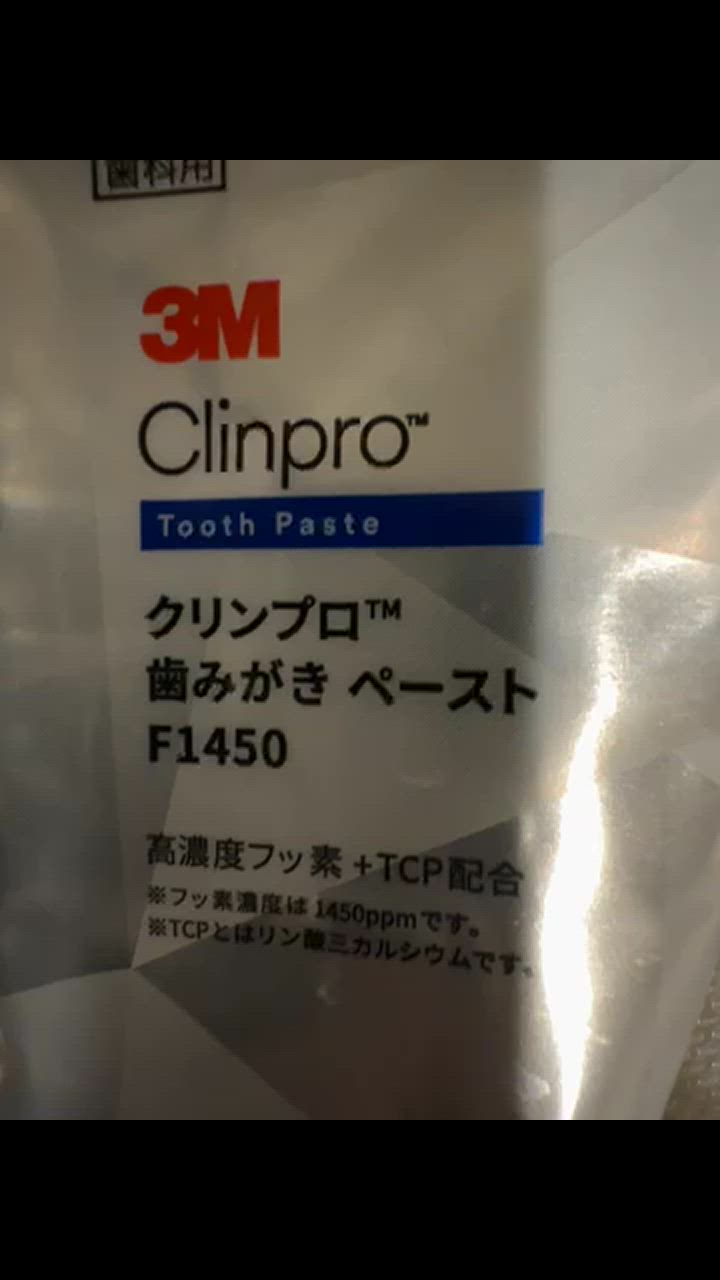 歯科用
3M
Clinpro™
Tooth Paste
クリンプロ™
歯みがき ペースト
F1450
高濃度フッ素 +TCP配合
※フッ素濃度は 1450ppmです。
※TCPとはリン酸三カルシウムです。